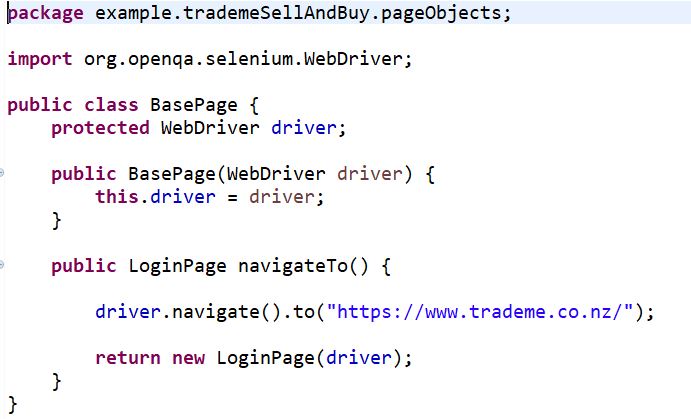 package example.trademeSellAndBuy.pageObjects;
import org.openqa.selenium.WebDriver;
public class BasePage {
protected WebDriver driver;
public BasePage(WebDriver driver) {
this.driver = driver;
}
public LoginPage navigateTo() {
driver.navigate().to("https://www.trademe.co.nz/");
return new LoginPage(driver);
}
}